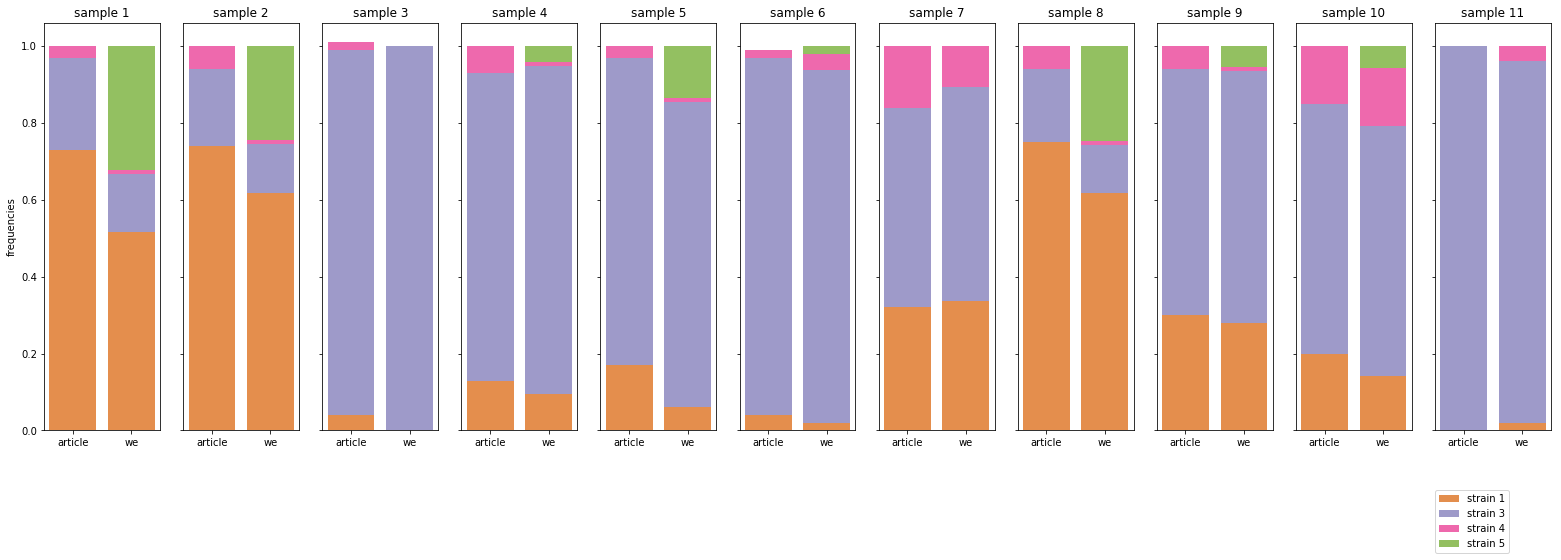 sample 1 sample 2 sample 3 sample 4 sample 5 sample 6 sample 7 sample 8 sample 9 sample 10 sample 11
1.0
0.8
0.6
0.4
0.2
0.0
frequencies
article we article we article we article we article we article we article we article we article we article we article we
strain 1
strain 3
strain 4
strain 5